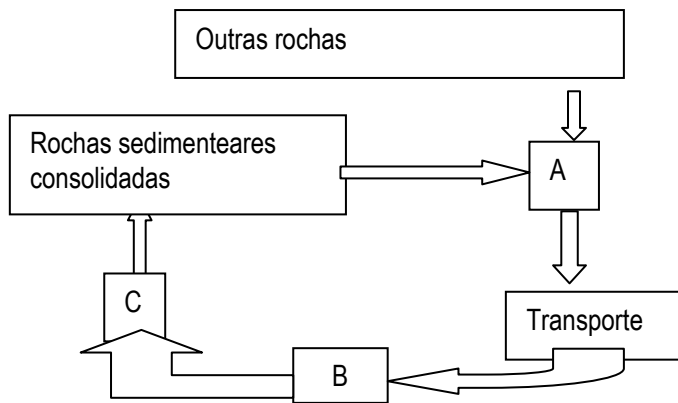 Outras rochas
Rochas sedimenteares
consolidadas
A
C
Transporte
B